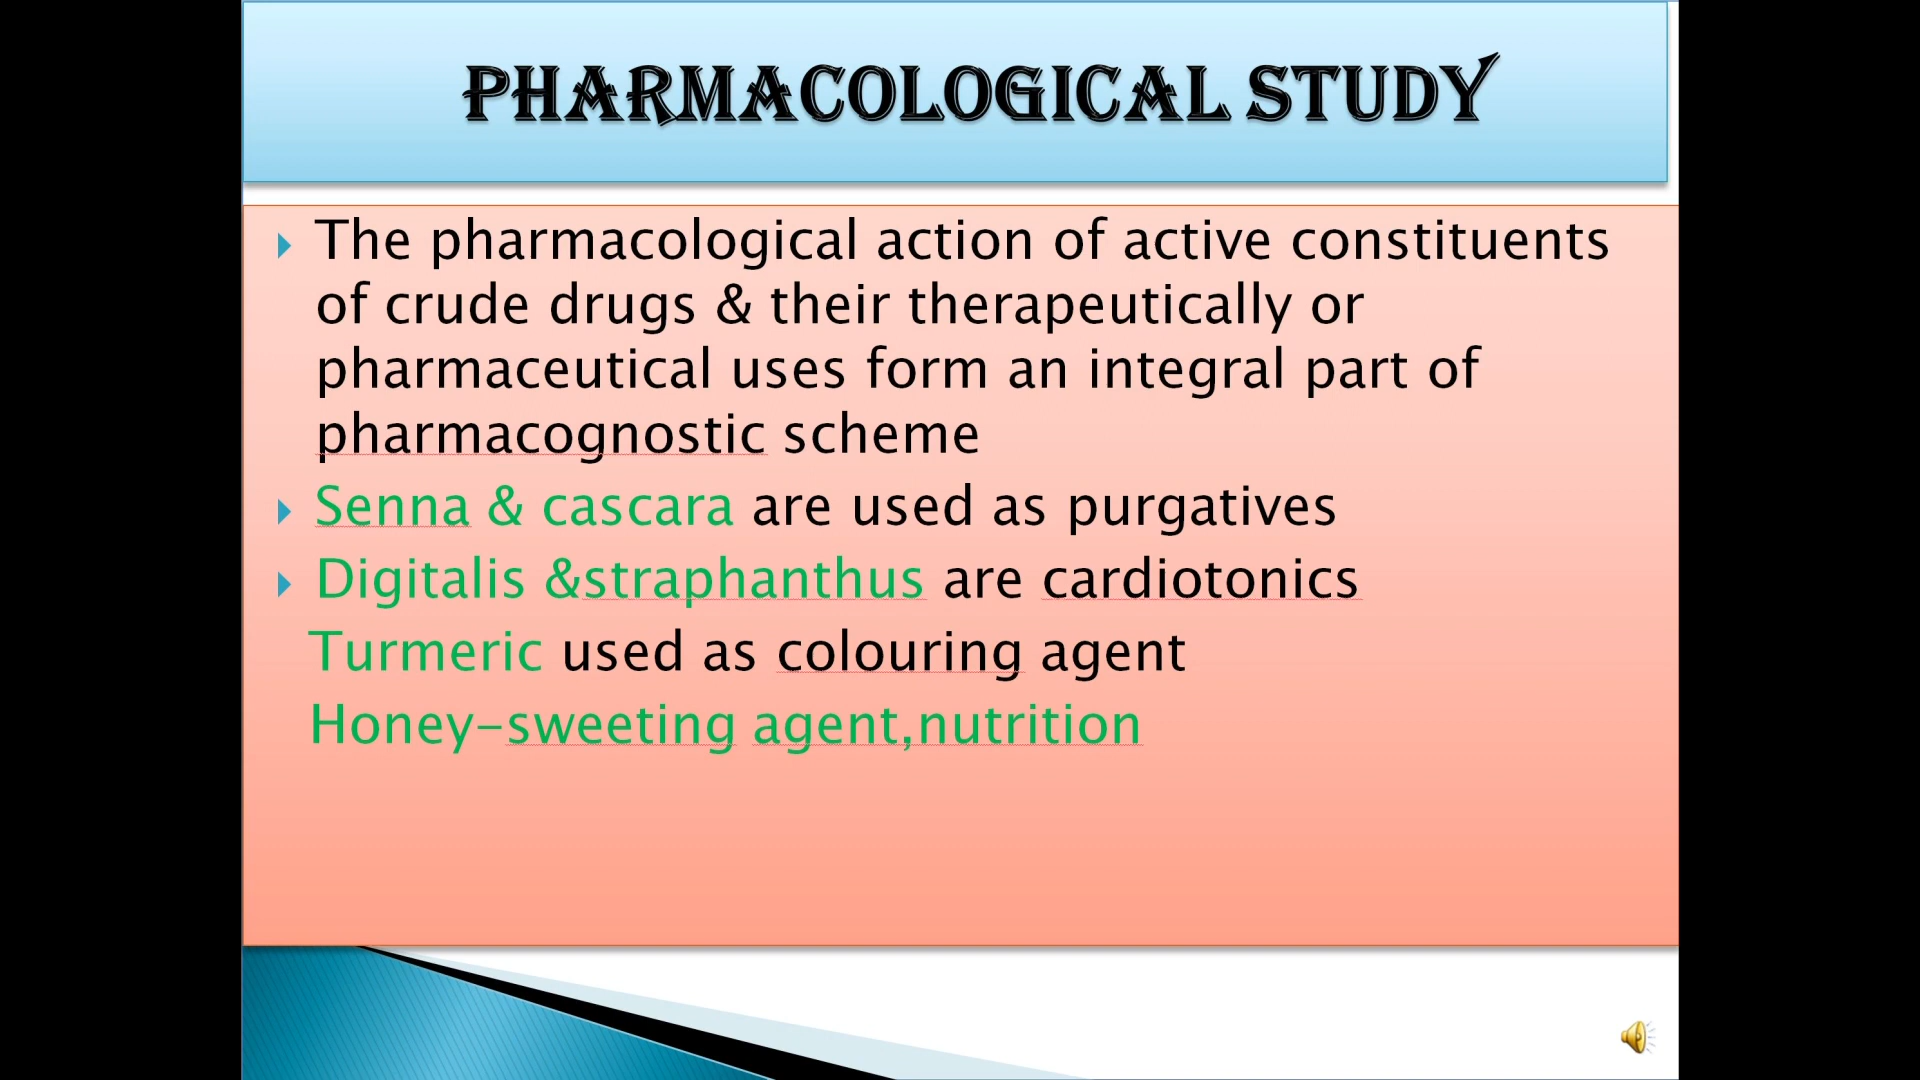 PHARMACOLOGICAL STUDY
The pharmacological action of active constituents
of crude drugs & their therapeutically or
pharmaceutical uses form an integral part of
pharmacognostic scheme
Senna & cascara are used as purgatives
Digitalis &straphanthus are cardiotonics
Turmeric used as colouring agent
Honey-sweeting agent,nutrition